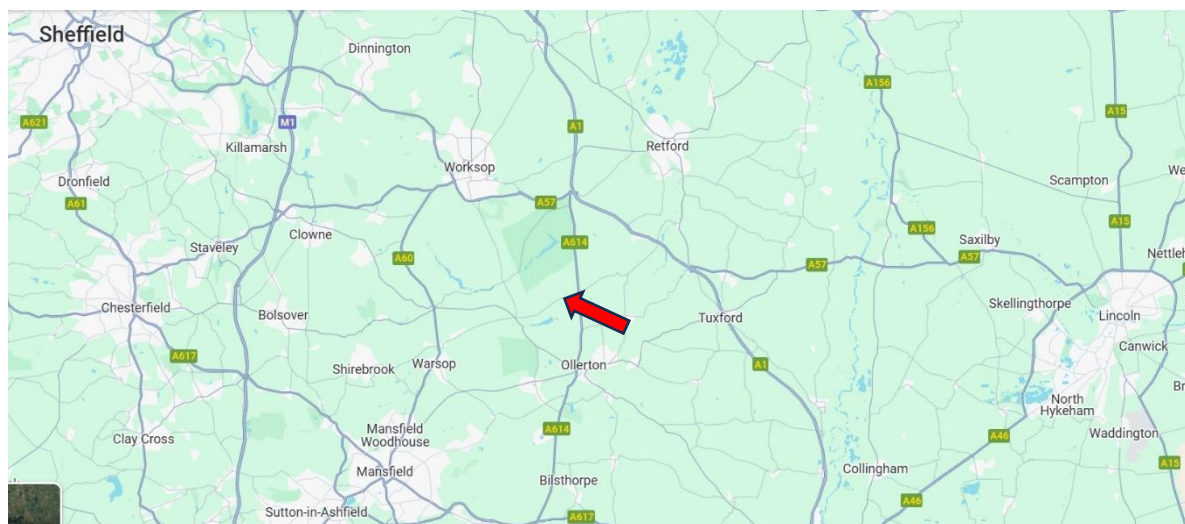 Sheffield
Dinnington
A156
A15
A621
M1
A1
Killamarsh
Retford
Worksop
Dronfield
Scampton
We
A61
A57
A15
Staveley
Clowne
A614
A156
Saxilby
A60
A57
A57
Nettleh
Chesterfield
Bolsover
Tuxford
Skellingthorpe
Lincoln
A617
Shirebrook
Warsop
Ollerton
A1
Canwick
Br
North
Hykeham
Clay Cross
Mansfield
Woodhouse
A614
A46
Waddington
Mansfield
Bilsthorpe
Collingham
A15
Sutton-in-Ashfield
A617
A46